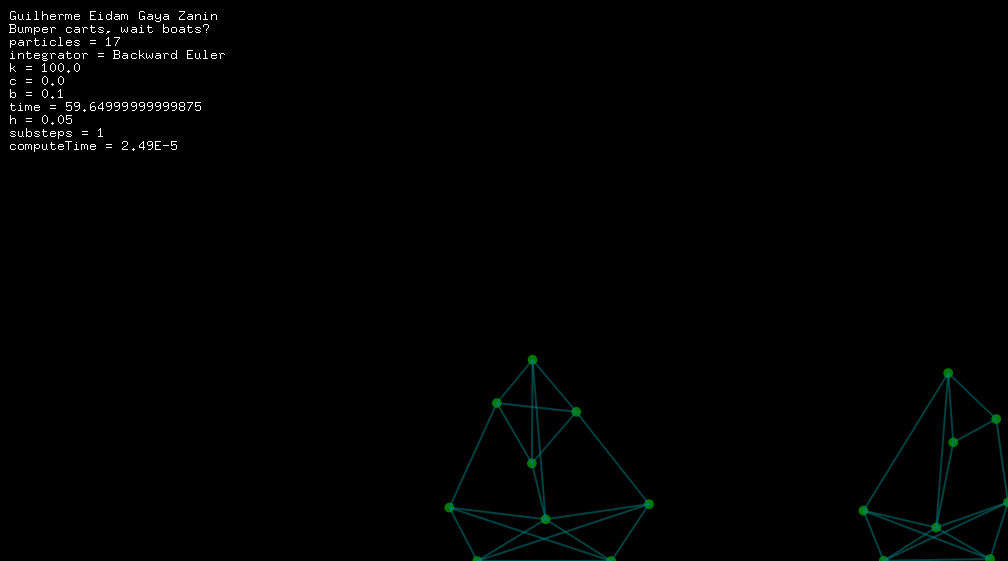 Guilherme Eidam Gaya Zanin
Bumper carts, wait boats?
particles = 17
integrator = Backward Euler
k = 100.0
c = 0.0
b = 0.1
time = 59.64999999999875
h = 0.05
substeps = 1
computeTime = 2.49E-5